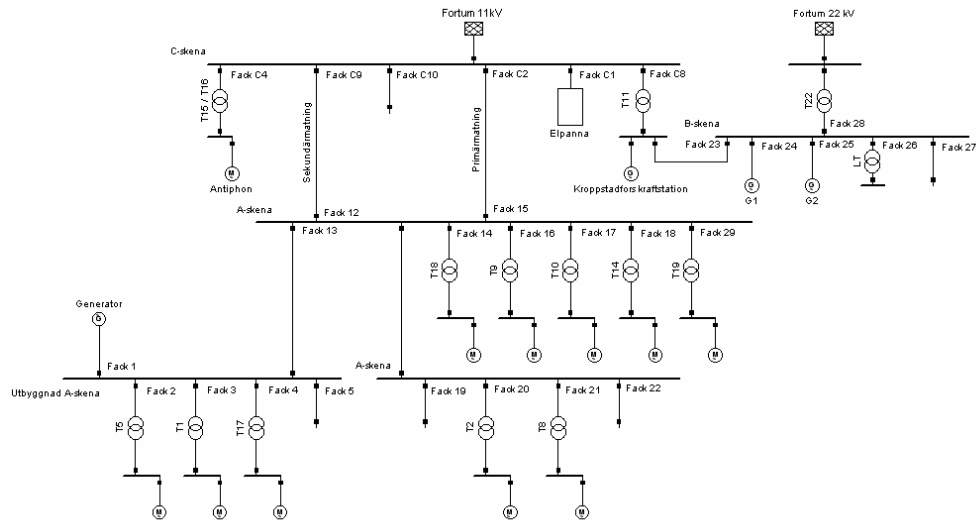 Fortum 11kV
Fortum 22 kV
C-skena
Fack C4
Fack C9
Fack C10
Fack C2
Fack C1
Fack C8
T15 / T16
T11
T22
Sekundärmatning
Primärmatning
Elpanna
Antiphon
M
G
Kroppstadfors kraftstation
B-skena
Fack 28
Fack 23
Fack 24
Fack 25
Fack 26
Fack 27
LT
G
G
G1
G2
A-skena
Fack 12
Fack 15
Fack 13
Fack 14
Fack 16
Fack 17
Fack 18
Fack 29
T18
T9
T10
T14
T19
M
M
M
M
M
Generator
G
Fack 1
A-skena
Utbyggnad A-skena
Fack 2
Fack 3
Fack 4
Fack 5
Fack 19
Fack 20
Fack 21
Fack 22
T5
T1
T17
T2
T8
M
M
M
M
M